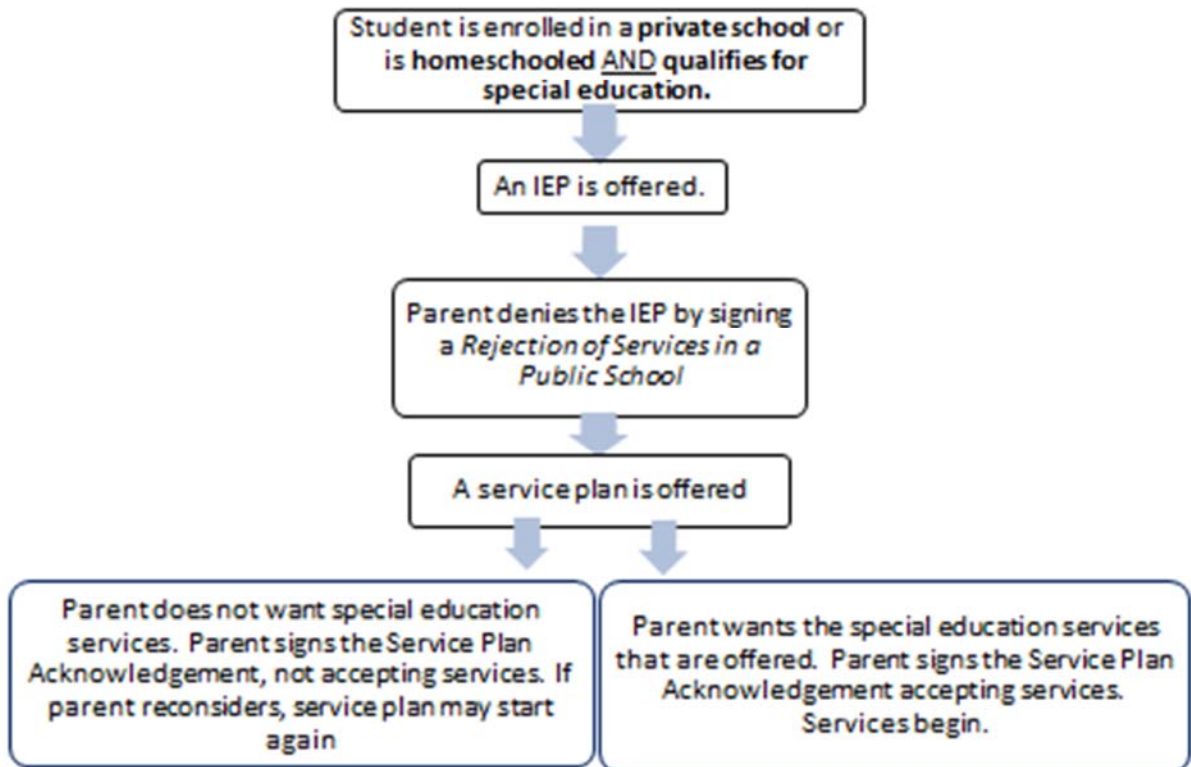 Student is enrolled in a private school or
is homeschooled AND qualifies for
special education.
An IEP is offered.
Parent denies the IEP by signing
a Rejection of Services in a
Public School
A service plan is offered
Parent does not want special education
services. Parent signs the Service Plan
Acknowledgement, not accepting services. If
parent reconsiders, service plan may start
again
Parent wants the special education services
that are offered. Parent signs the Service Plan
Acknowledgement accepting services.
Services begin.